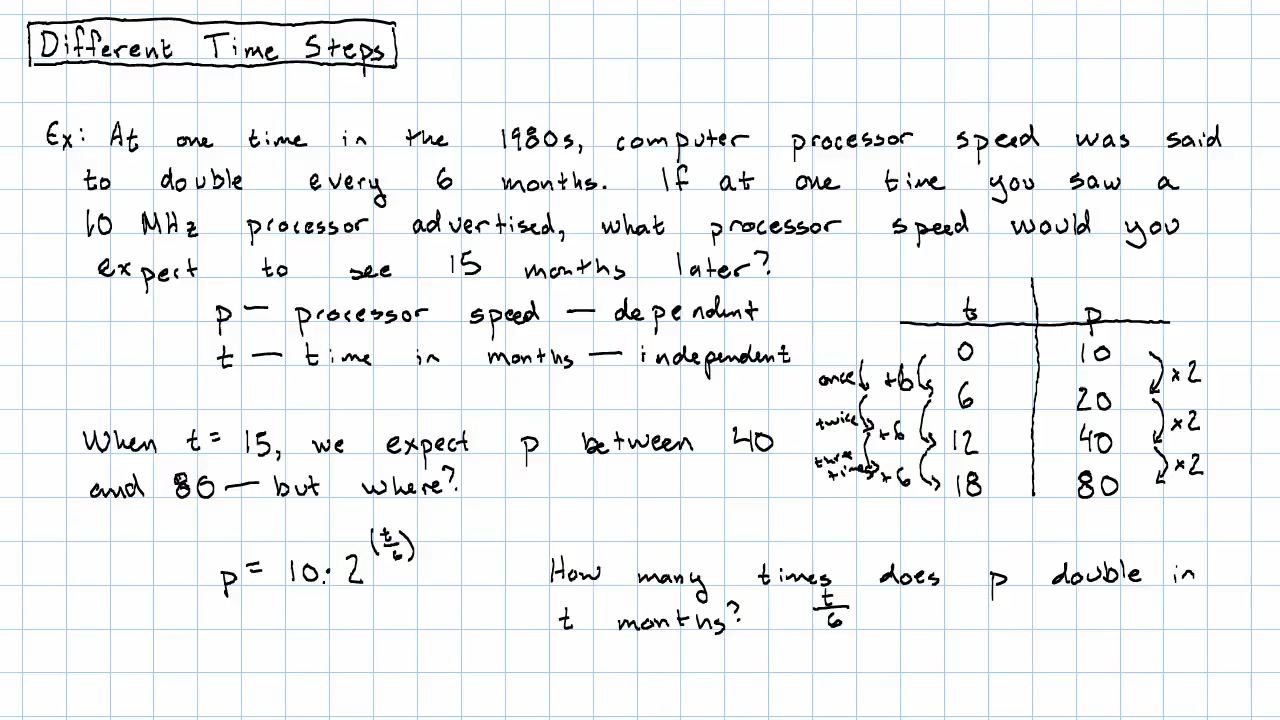 Different Time Steps
Ex: At one time in the 1980s, computer processor speed was said
to double every 6 months. If at one time you saw a
10 MHz processor advertised, what processor speed would you
expect to see 15 months later?
p — processor speed — dependent
t — time in months — independent
t p
0 10
6 20
12 40
18 80
once +6 ×2
twice +6 ×2
three times +6 ×2
When t = 15, we expect p between 40
and 80 — but where?
p = 10 · 2^(t/6)
How many times does p double in
t months? t/6